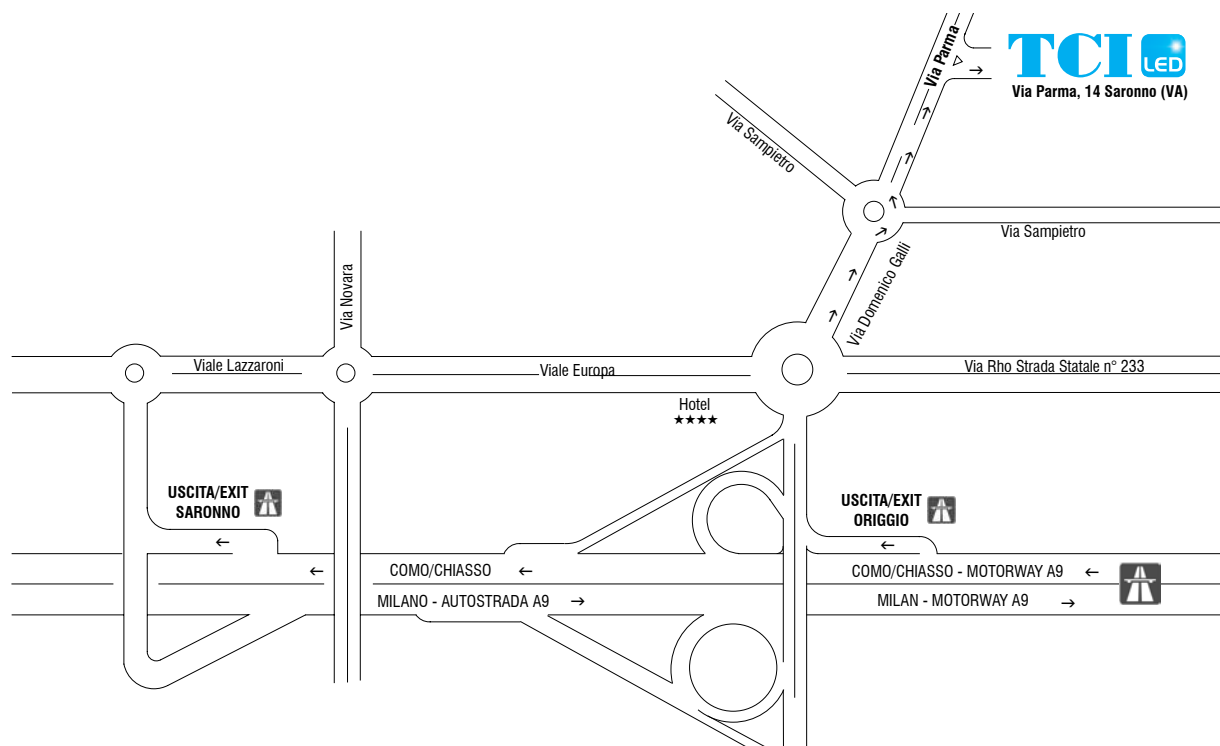 TCI LED
Via Parma, 14 Saronno (VA)
Via Parma
Via Sampietro
Via Sampietro
Via Domenico Galli
Via Novara
Viale Lazzaroni
Viale Europa
Via Rho Strada Statale n° 233
Hotel
★★★★
USCITA/EXIT
SARONNO
USCITA/EXIT
ORIGGIO
← COMO/CHIASSO ←
COMO/CHIASSO - MOTORWAY A9 ←
MILANO - AUTOSTRADA A9 →
MILAN - MOTORWAY A9 →